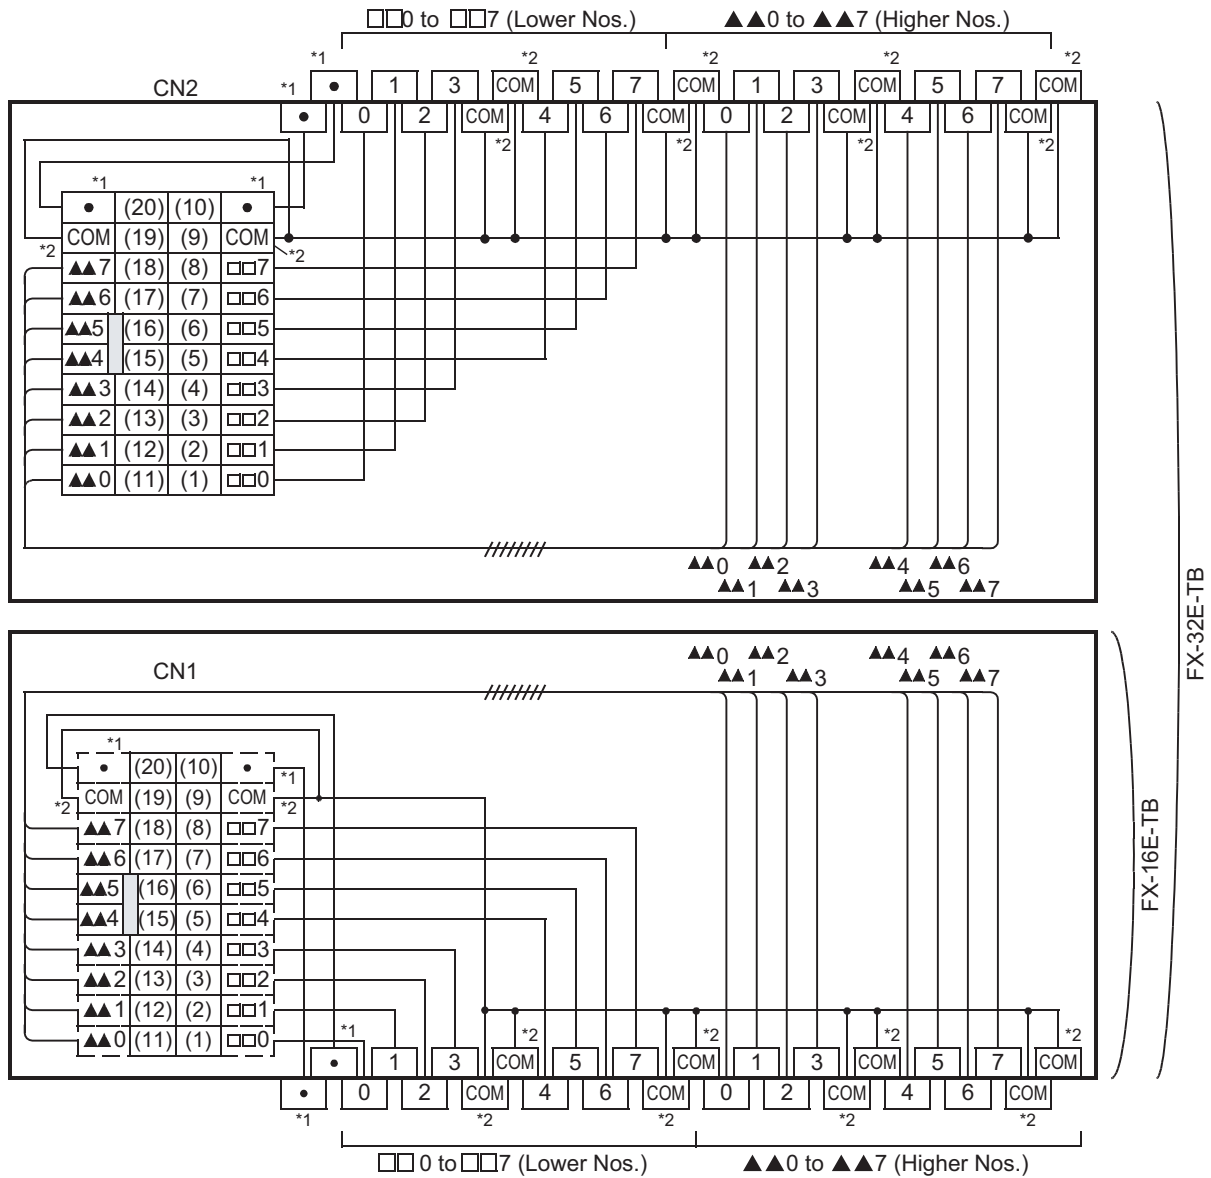 □□0 to □□7 (Lower Nos.) ▲▲0 to ▲▲7 (Higher Nos.)
*1 *2 *2 *2 *2
CN2 *1 • 1 3 COM 5 7 COM 1 3 COM 5 7 COM
• 0 2 COM 4 6 COM 0 2 COM 4 6 COM
*2 *2 *2 *2
*1 *1
• (20) (10) •
COM (19) (9) COM
*2 *2
▲▲7 (18) (8) □□7
▲▲6 (17) (7) □□6
▲▲5 (16) (6) □□5
▲▲4 (15) (5) □□4
▲▲3 (14) (4) □□3
▲▲2 (13) (3) □□2
▲▲1 (12) (2) □□1
▲▲0 (11) (1) □□0
▲▲0 ▲▲2 ▲▲4 ▲▲6
▲▲1 ▲▲3 ▲▲5 ▲▲7
FX-32E-TB
▲▲0 ▲▲2 ▲▲4 ▲▲6
CN1 ▲▲1 ▲▲3 ▲▲5 ▲▲7
*1
• (20) (10) • *1
COM (19) (9) COM
*2 *2
▲▲7 (18) (8) □□7
▲▲6 (17) (7) □□6
▲▲5 (16) (6) □□5
▲▲4 (15) (5) □□4
▲▲3 (14) (4) □□3
▲▲2 (13) (3) □□2
▲▲1 (12) (2) □□1
▲▲0 (11) (1) □□0
FX-16E-TB
*1 *2 *2 *2 *2
• 1 3 COM 5 7 COM 1 3 COM 5 7 COM
• 0 2 COM 4 6 COM 0 2 COM 4 6 COM
*1 *2 *2 *2 *2
□□0 to □□7 (Lower Nos.) ▲▲0 to ▲▲7 (Higher Nos.)